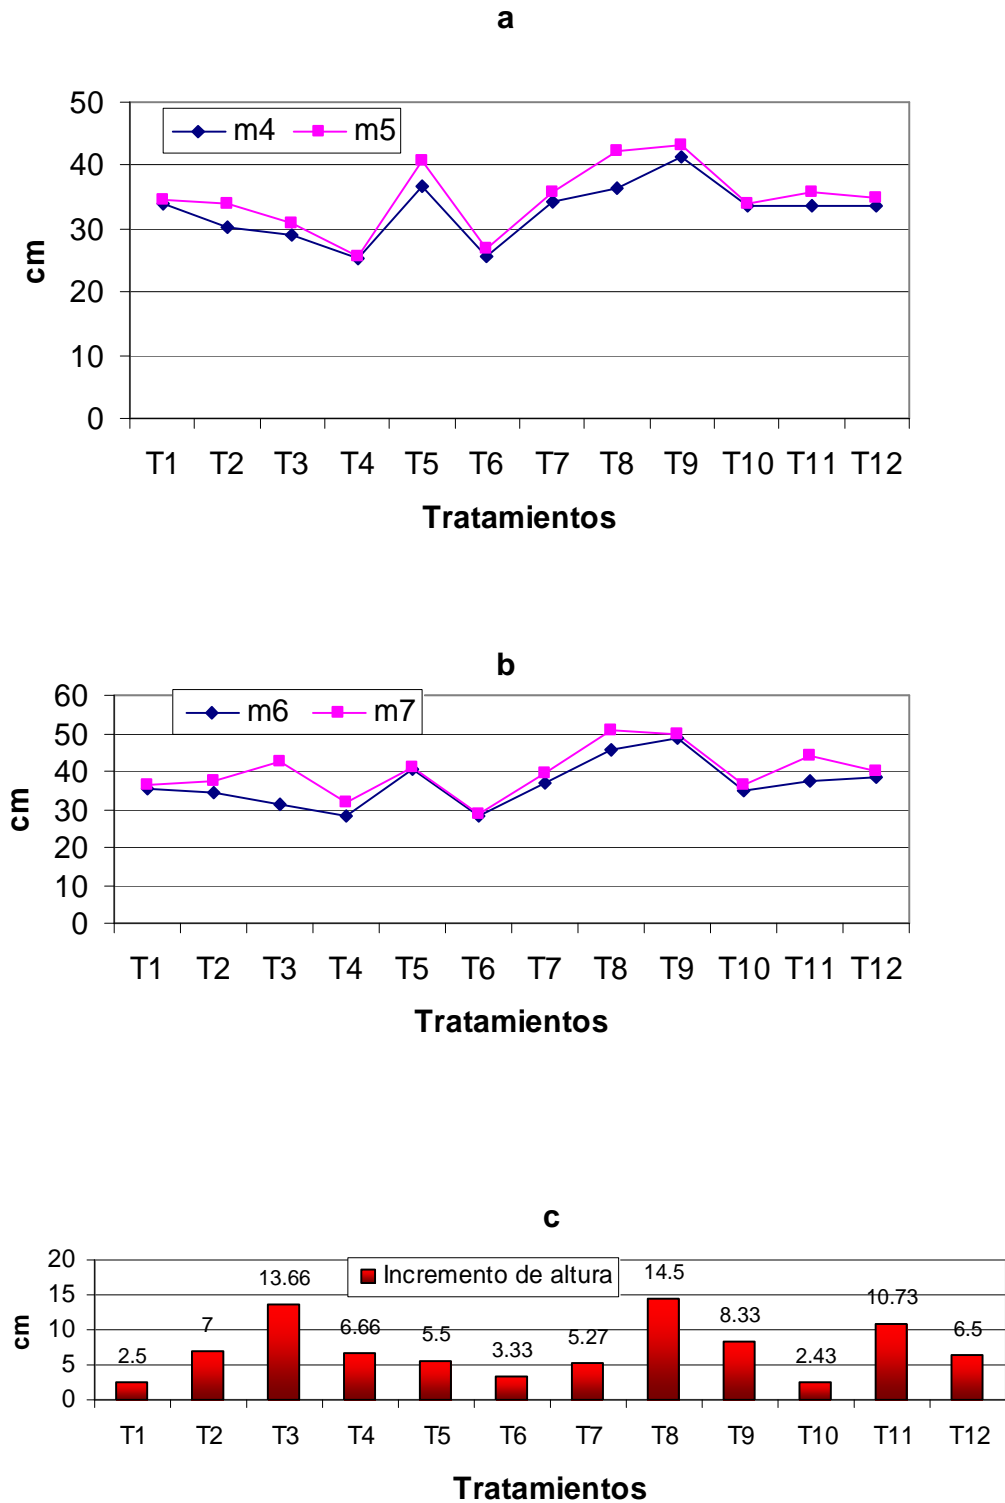 a
50
m4 m5
40
30
20
10
0
cm
T1 T2 T3 T4 T5 T6 T7 T8 T9 T10 T11 T12
Tratamientos
b
60
m6 m7
50
40
30
20
10
0
cm
T1 T2 T3 T4 T5 T6 T7 T8 T9 T10 T11 T12
Tratamientos
c
20
Incremento de altura
15
10
5
0
cm
2.5 7 13.66 6.66 5.5 3.33 5.27 14.5 8.33 2.43 10.73 6.5
T1 T2 T3 T4 T5 T6 T7 T8 T9 T10 T11 T12
Tratamientos